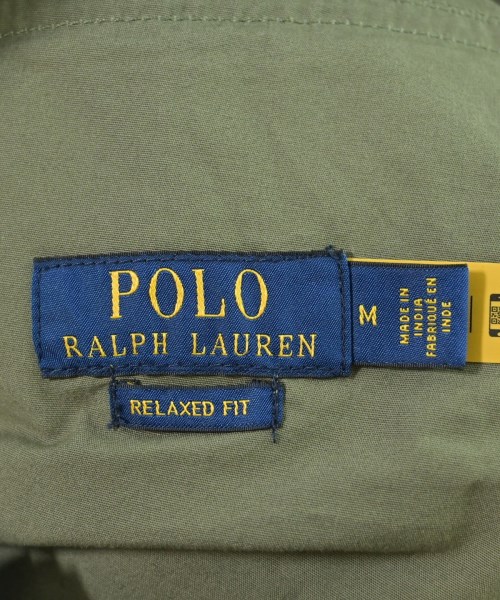 POLO
RALPH LAUREN
RELAXED FIT
M
MADE IN
INDIA
FABRIQUÉ EN
INDE